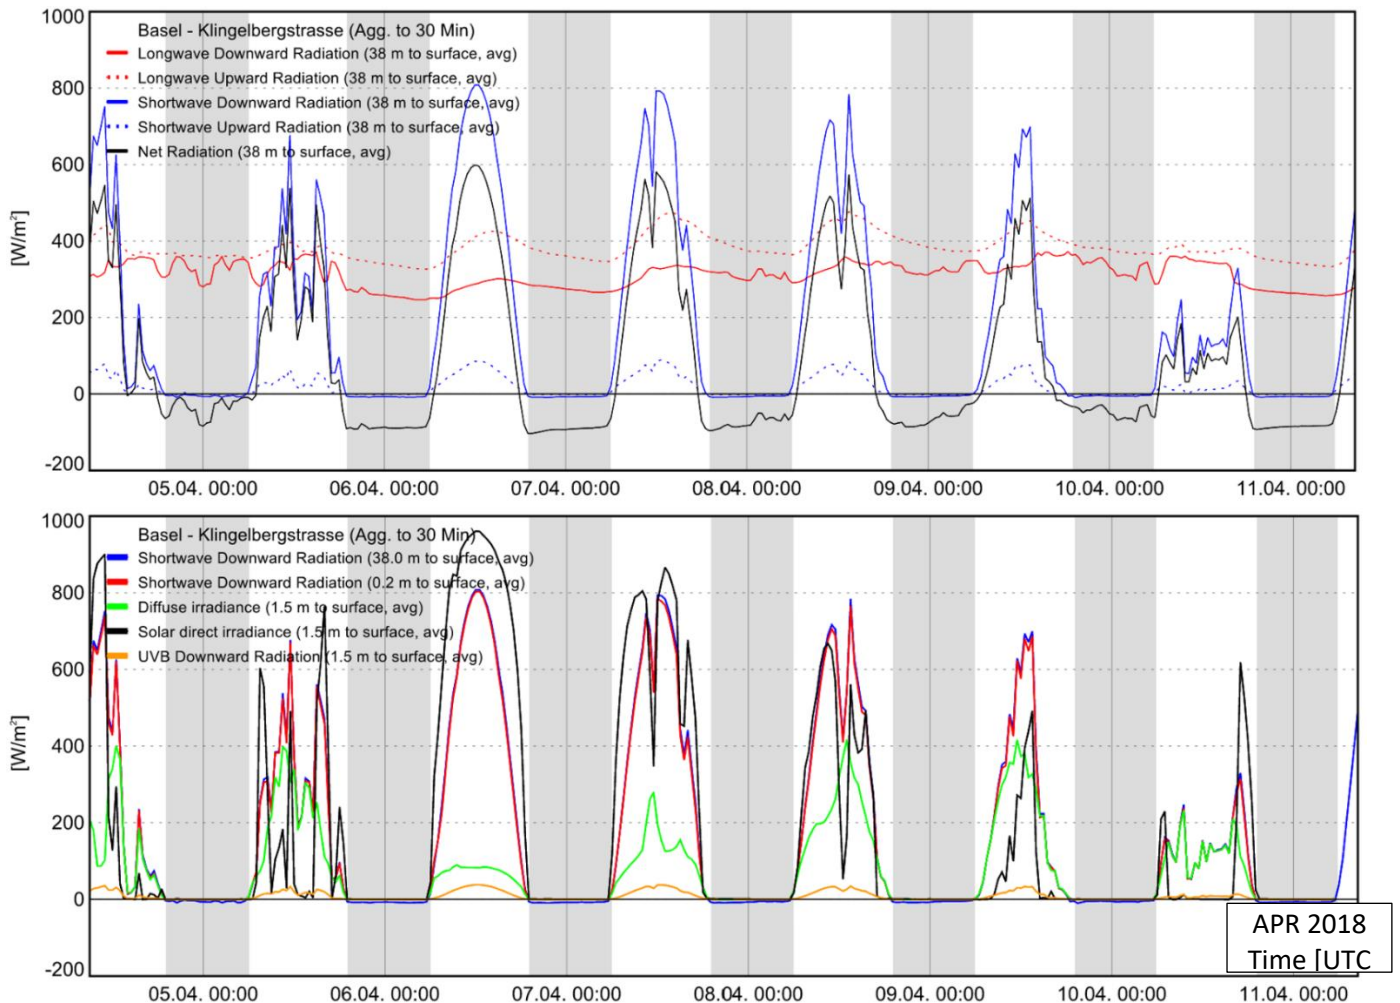 1000
800
600
400
200
0
-200
[W/m²]
Basel - Klingelbergstrasse (Agg. to 30 Min)
Longwave Downward Radiation (38 m to surface, avg)
Longwave Upward Radiation (38 m to surface, avg)
Shortwave Downward Radiation (38 m to surface, avg)
Shortwave Upward Radiation (38 m to surface, avg)
Net Radiation (38 m to surface, avg)
05.04. 00:00 06.04. 00:00 07.04. 00:00 08.04. 00:00 09.04. 00:00 10.04. 00:00 11.04. 00:00
1000
800
600
400
200
0
-200
[W/m²]
Basel - Klingelbergstrasse (Agg. to 30 Min)
Shortwave Downward Radiation (38.0 m to surface, avg)
Shortwave Downward Radiation (0.2 m to surface, avg)
Diffuse irradiance (1.5 m to surface, avg)
Solar direct irradiance (1.5 m to surface, avg)
UVB Downward Radiation (1.5 m to surface, avg)
APR 2018
Time [UTC
05.04. 00:00 06.04. 00:00 07.04. 00:00 08.04. 00:00 09.04. 00:00 10.04. 00:00 11.04. 00:00